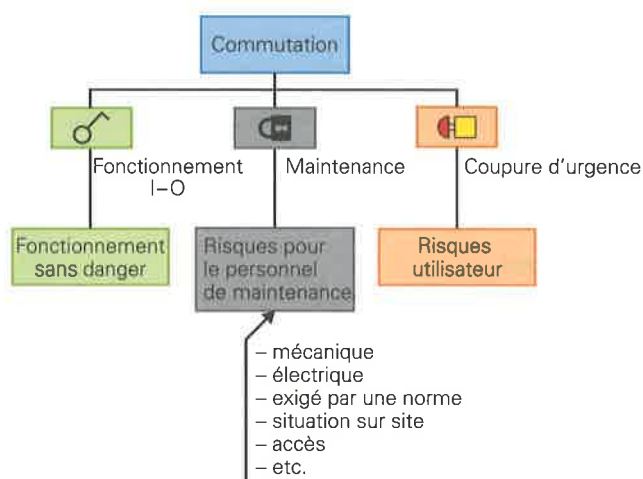 Commutation
Fonctionnement
I–O
Maintenance
Coupure d'urgence
Fonctionnement
sans danger
Risques pour
le personnel
de maintenance
Risques
utilisateur
– mécanique
– électrique
– exigé par une norme
– situation sur site
– accès
– etc.